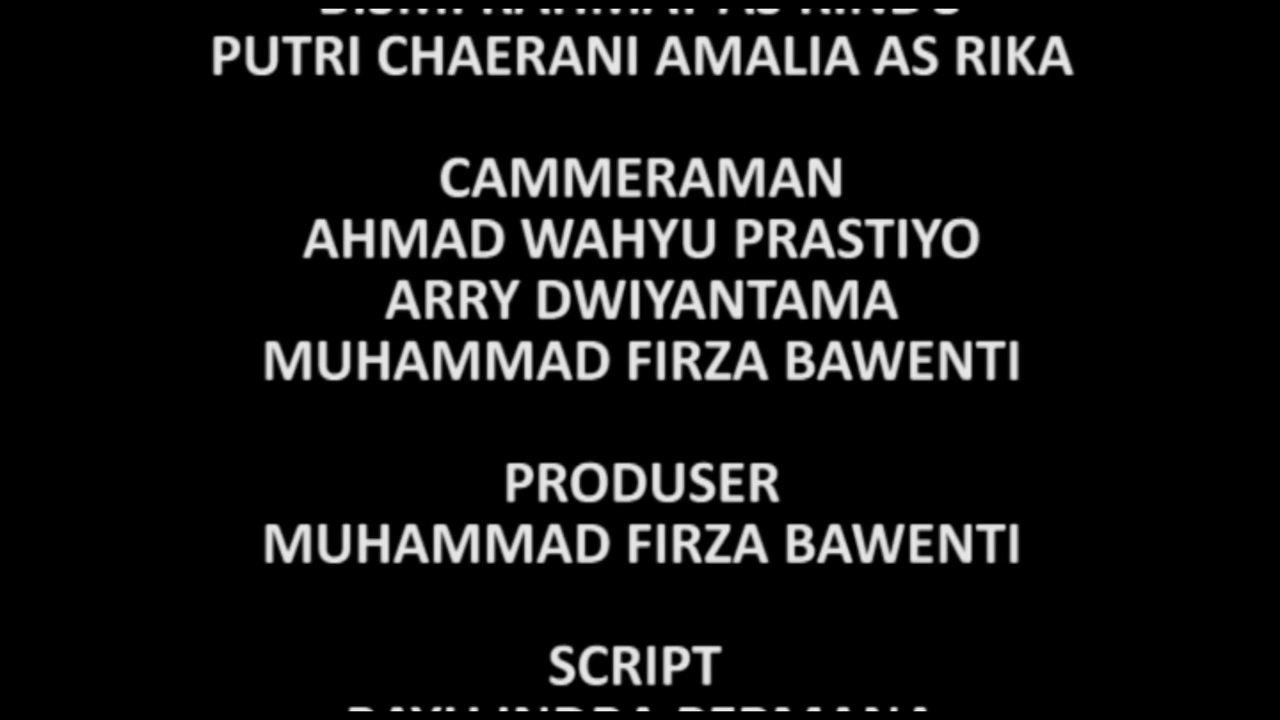 PUTRI CHAERANI AMALIA AS RIKA
CAMMERAMAN
AHMAD WAHYU PRASTIYO
ARRY DWIYANTAMA
MUHAMMAD FIRZA BAWENTI
PRODUSER
MUHAMMAD FIRZA BAWENTI
SCRIPT